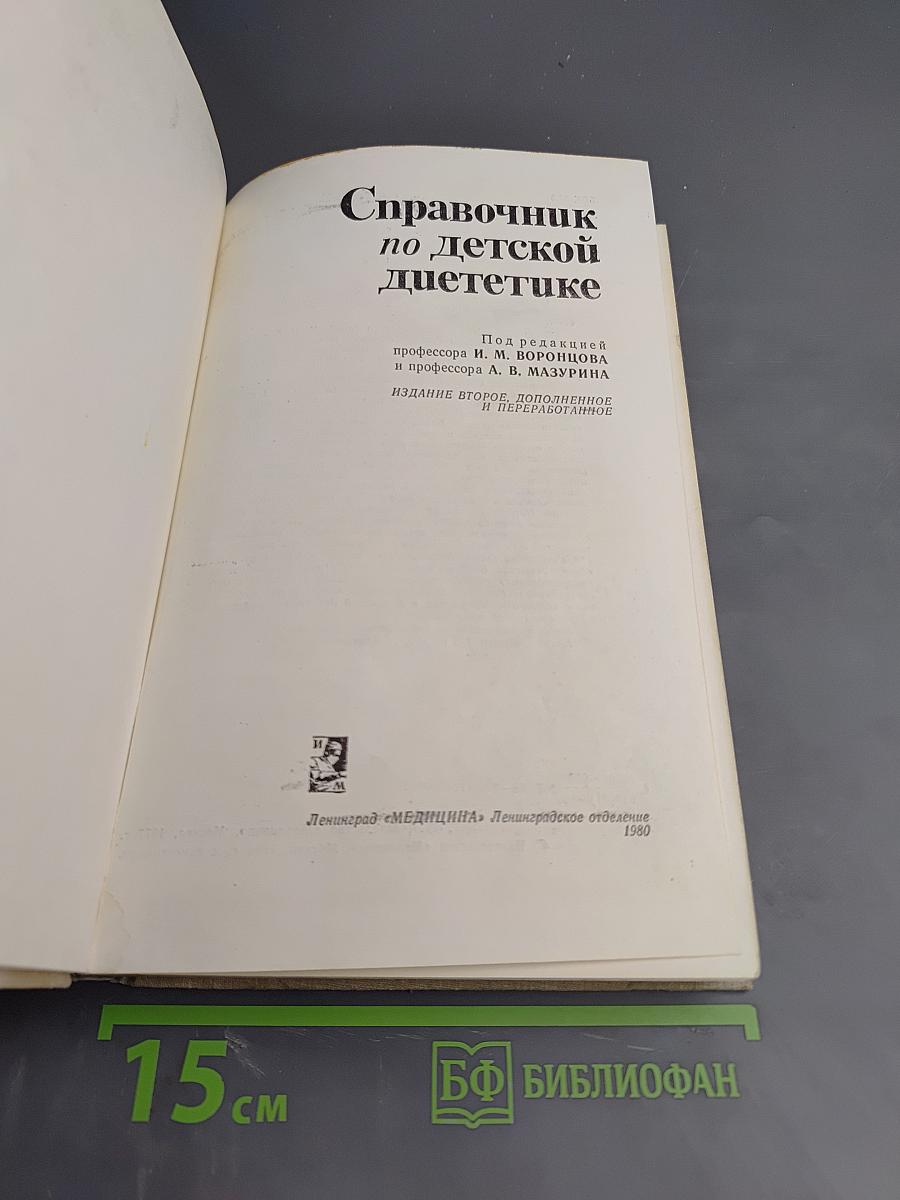 Справочник
по детской
диететике
Под редакцией
профессора И. М. ВОРОНЦОВА
и профессора А. В. МАЗУРИНА
ИЗДАНИЕ ВТОРОЕ, ДОПОЛНЕННОЕ
И ПЕРЕРАБОТАННОЕ
И
М
Ленинград «МЕДИЦИНА» Ленинградское отделение
1980
15 см
БФ БИБЛИОФАН